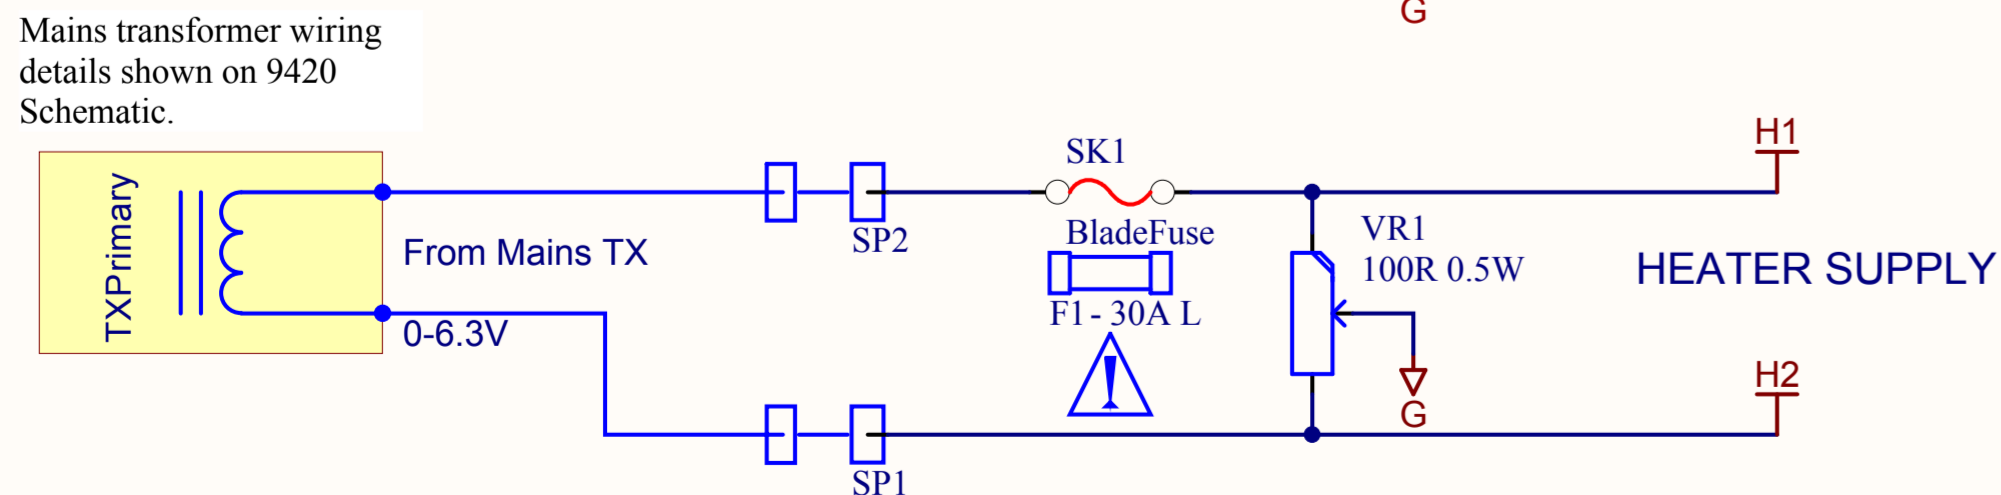 G
Mains transformer wiring
details shown on 9420
Schematic.
TXPrimary
From Mains TX
0-6.3V
SP2
SP1
SK1
BladeFuse
F1- 30A L
VR1
100R 0.5W
G
H1
HEATER SUPPLY
H2